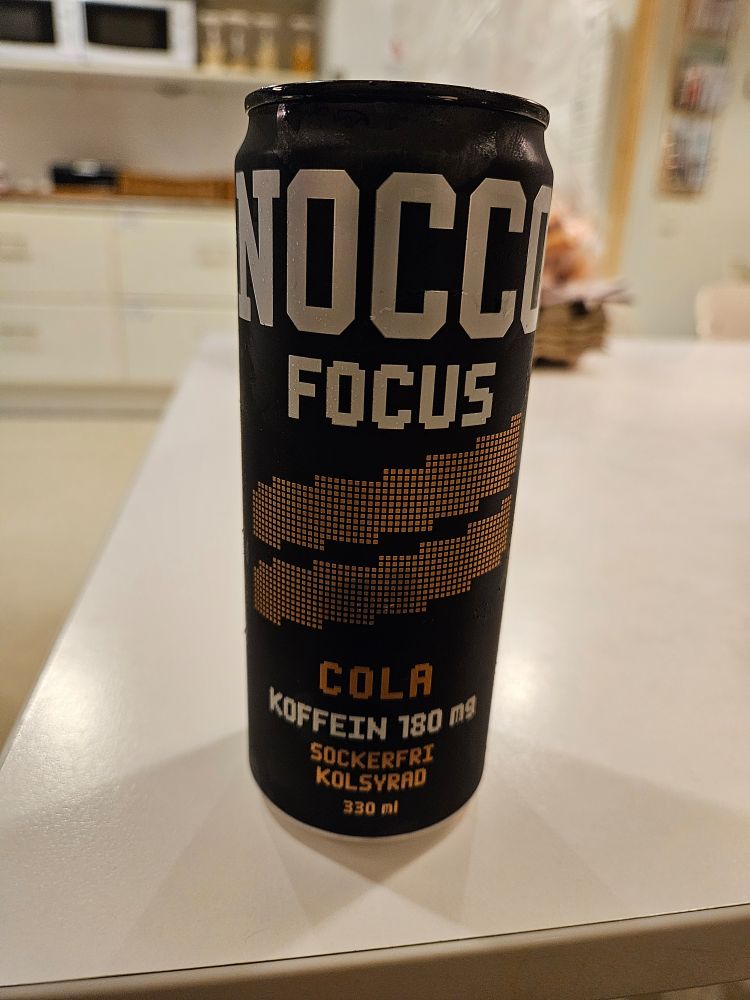 NOCCO
FOCUS
COLA
KOFFEIN 180 mg
SOCKERFRI
KOLSYRAD
330 ml